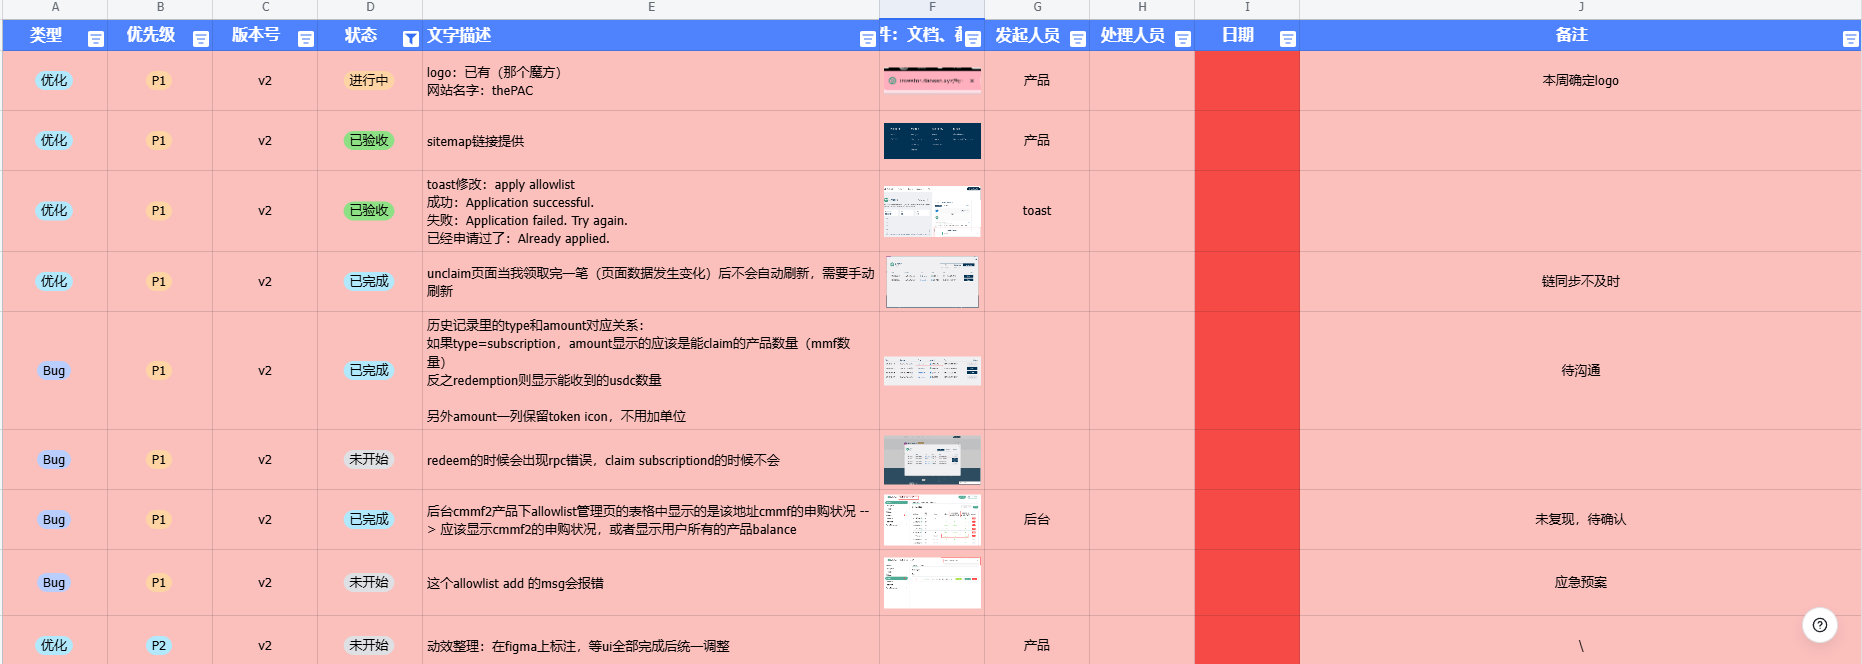 A B C D E F G H I J
类型 优先级 版本号 状态 文字描述 件：文档、截 发起人员 处理人员 日期 备注
优化 P1 v2 进行中 logo：已有（那个魔方） 产品 本周确定logo
网站名字：thePAC
优化 P1 v2 已验收 sitemap链接提供 产品
优化 P1 v2 已验收 toast修改：apply allowlist toast
成功：Application successful.
失败：Application failed. Try again.
已经申请过了：Already applied.
优化 P1 v2 已完成 unclaim页面当我领取完一笔（页面数据发生变化）后不会自动刷新，需要手动 链同步不及时
刷新
Bug P1 v2 已完成 历史记录里的type和amount对应关系： 待沟通
如果type=subscription，amount显示的应该是能claim的产品数量（mmf数
量）
反之redemption则显示能收到的usdc数量
另外amount一列保留token icon，不用加单位
Bug P1 v2 未开始 redeem的时候会出现rpc错误，claim subscriptiond的时候不会
Bug P1 v2 已完成 后台cmmf2产品下allowlist管理页的表格中显示的是该地址cmmf的申购状况 -- 后台 未复现，待确认
> 应该显示cmmf2的申购状况，或者显示用户所有的产品balance
Bug P1 v2 未开始 这个allowlist add 的msg会报错 应急预案
优化 P2 v2 未开始 动效整理：在figma上标注，等ui全部完成后统一调整 产品 \